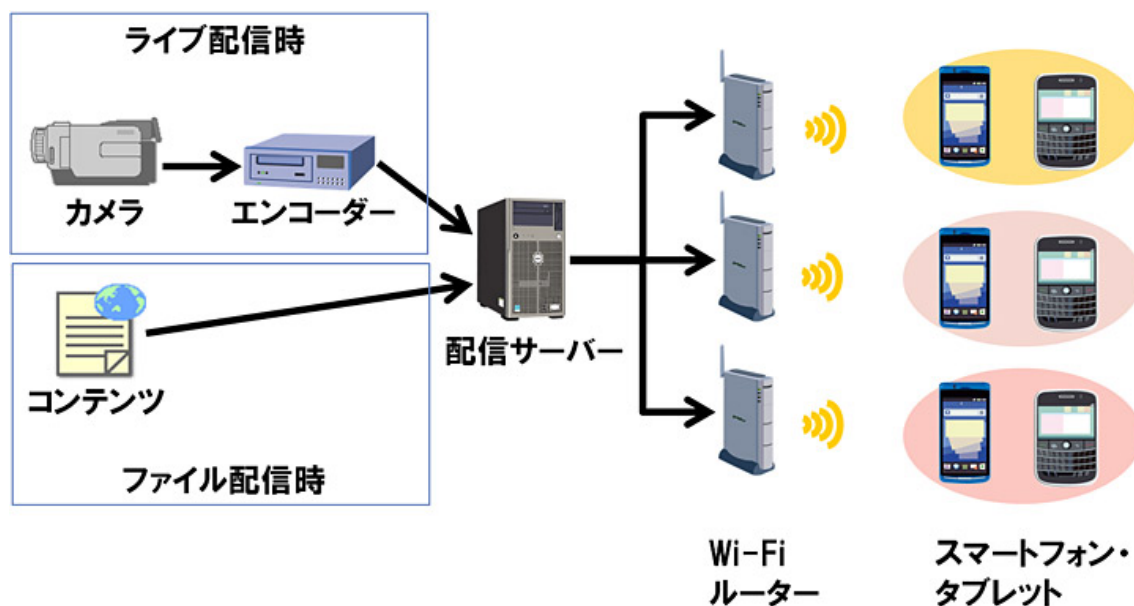 ライブ配信時
カメラ
エンコーダー
コンテンツ
ファイル配信時
配信サーバー
Wi-Fi
ルーター
スマートフォン・
タブレット